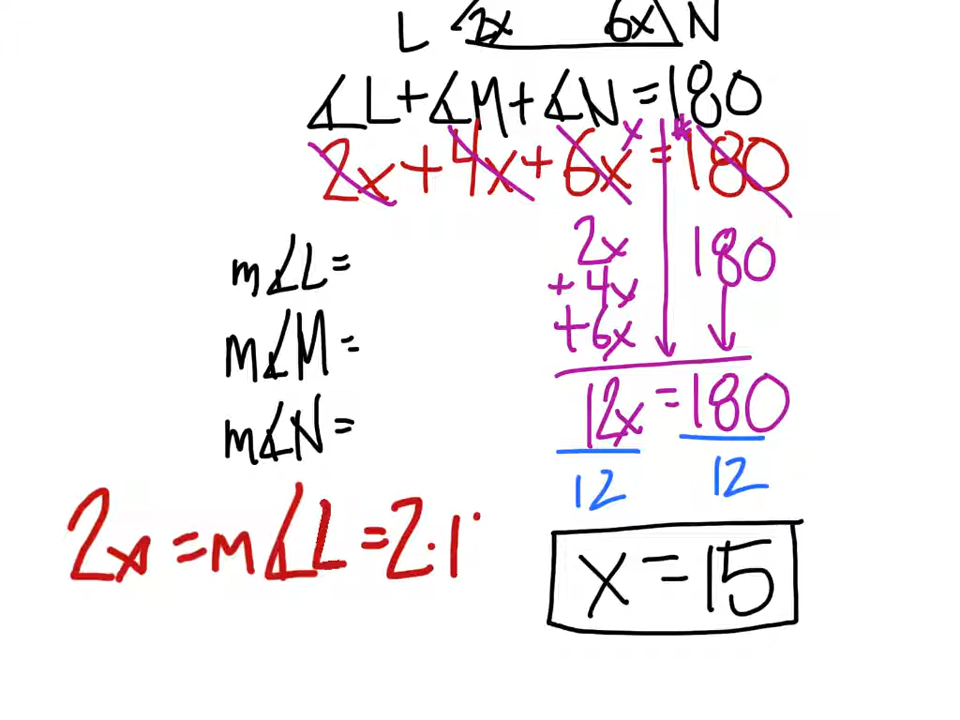 L 2x 6x N
∡L+∡M+∡N=180
2x+4x+6x=180
2x 180
m∡L= +4x
m∡M= +6x
12x=180
m∡N=
12 12
2x=m∡L=2·1
x=15